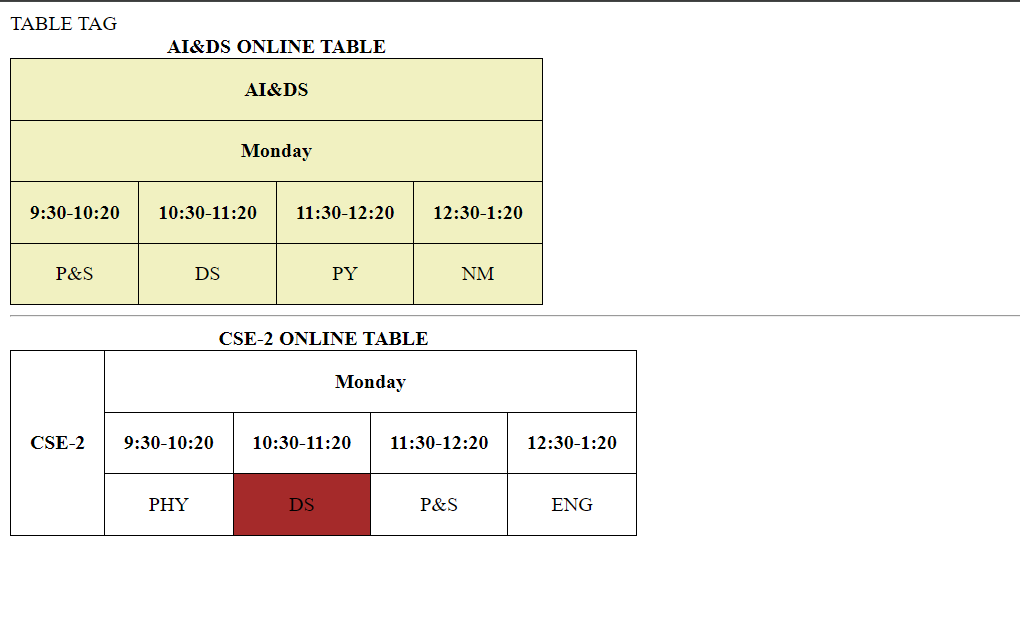 TABLE TAG
AI&DS ONLINE TABLE
AI&DS
Monday
9:30-10:20 10:30-11:20 11:30-12:20 12:30-1:20
P&S DS PY NM
CSE-2 ONLINE TABLE
Monday
CSE-2 9:30-10:20 10:30-11:20 11:30-12:20 12:30-1:20
PHY DS P&S ENG